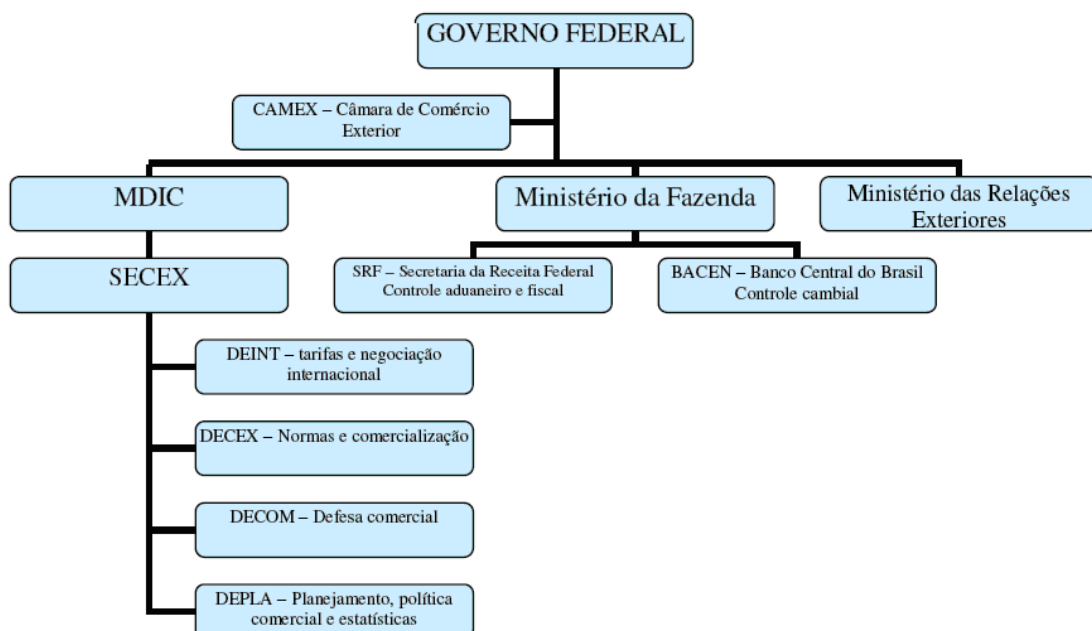 GOVERNO FEDERAL
CAMEX – Câmara de Comércio
Exterior
MDIC
Ministério da Fazenda
Ministério das Relações
Exteriores
SECEX
SRF – Secretaria da Receita Federal
Controle aduaneiro e fiscal
BACEN – Banco Central do Brasil
Controle cambial
DEINT – tarifas e negociação
internacional
DECEX – Normas e comercialização
DECOM – Defesa comercial
DEPLA – Planejamento, política
comercial e estatísticas